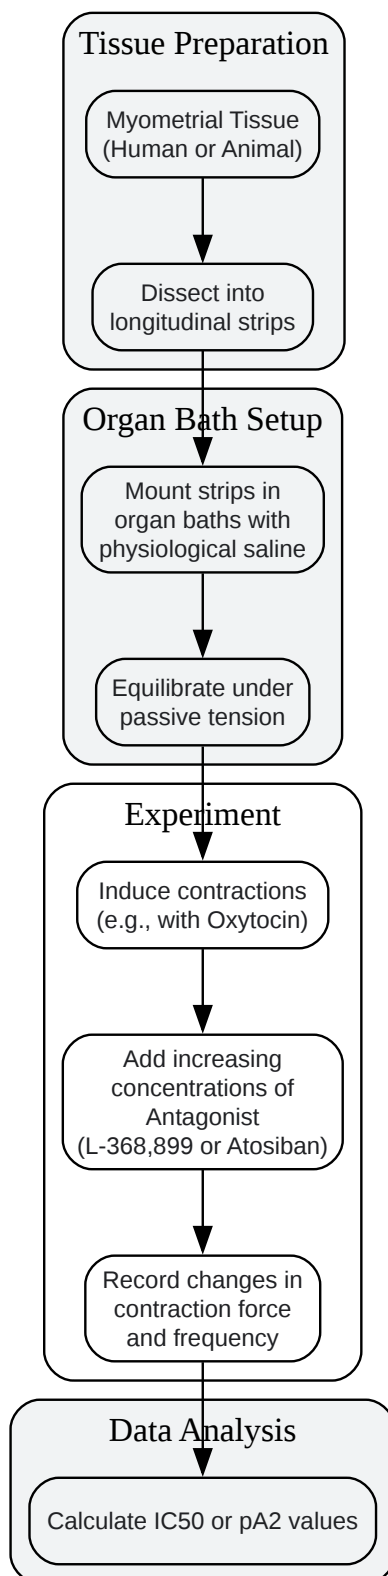 Tissue Preparation
Myometrial Tissue
(Human or Animal)
Dissect into
longitudinal strips
Organ Bath Setup
Mount strips in
organ baths with
physiological saline
Equilibrate under
passive tension
Experiment
Induce contractions
(e.g., with Oxytocin)
Add increasing
concentrations of
Antagonist
(L-368,899 or Atosiban)
Record changes in
contraction force
and frequency
Data Analysis
Calculate IC50 or pA2 values